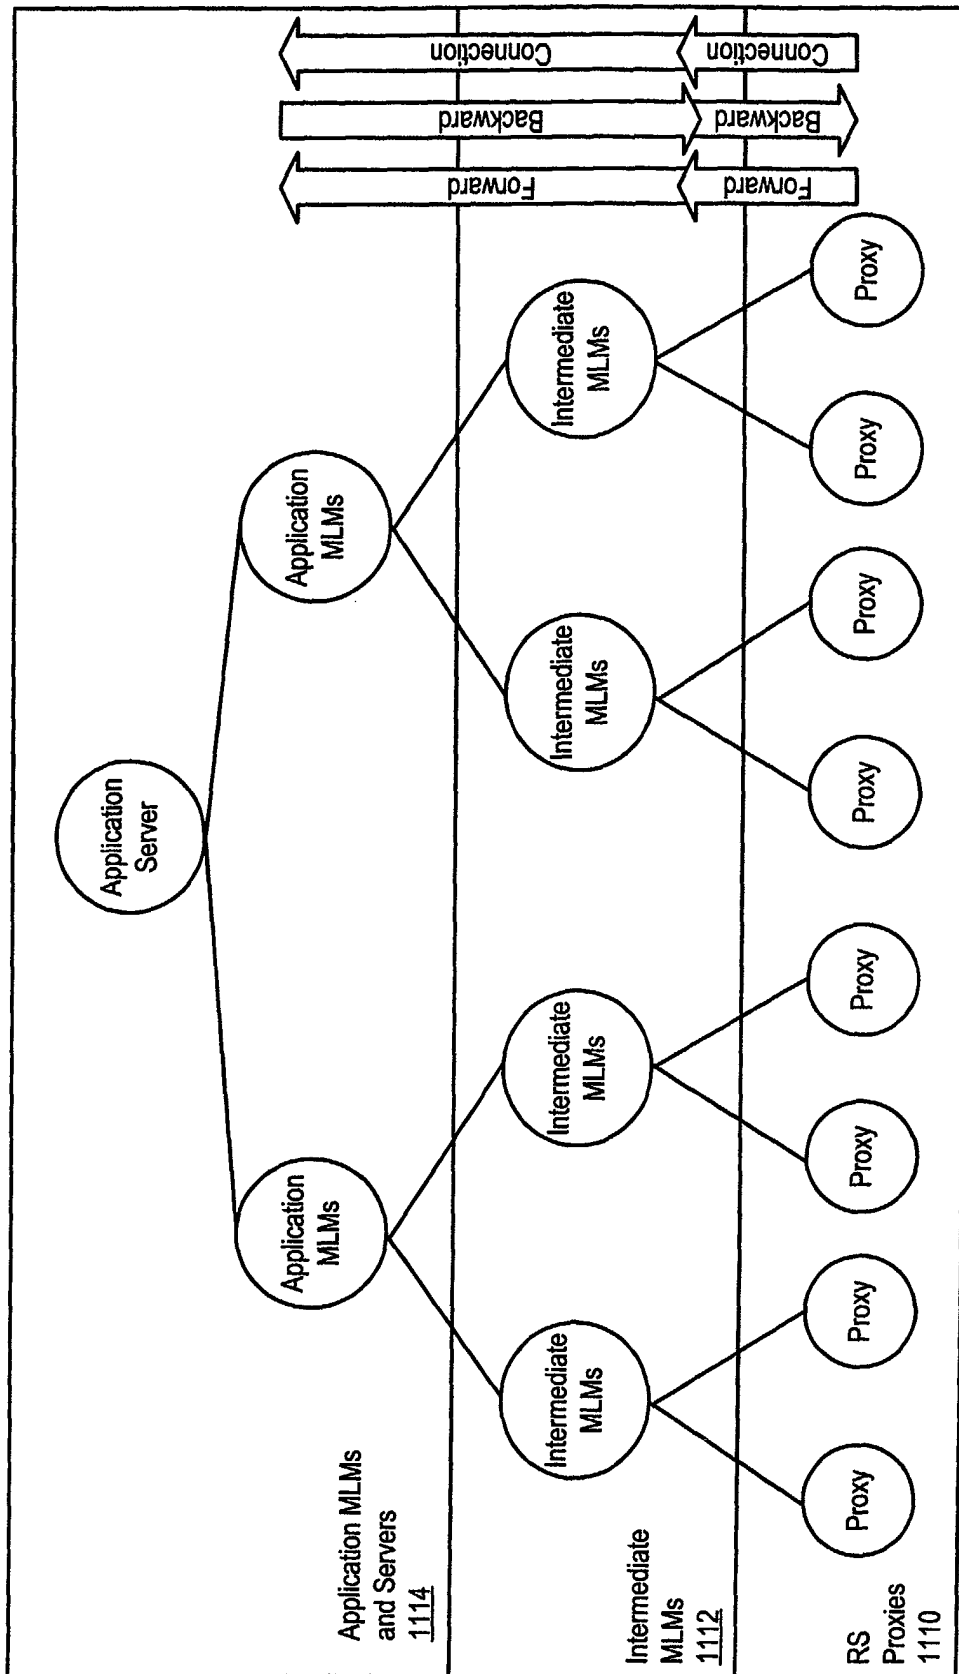 Application
Server
Application
MLMs
Application
MLMs
Application MLMs
and Servers
1114
Intermediate
MLMs
Intermediate
MLMs
Intermediate
MLMs
Intermediate
MLMs
Intermediate
MLMs
1112
Proxy
Proxy
Proxy
Proxy
Proxy
Proxy
Proxy
Proxy
RS
Proxies
1110
Forward
Backward
Connection
Forward
Backward
Connection